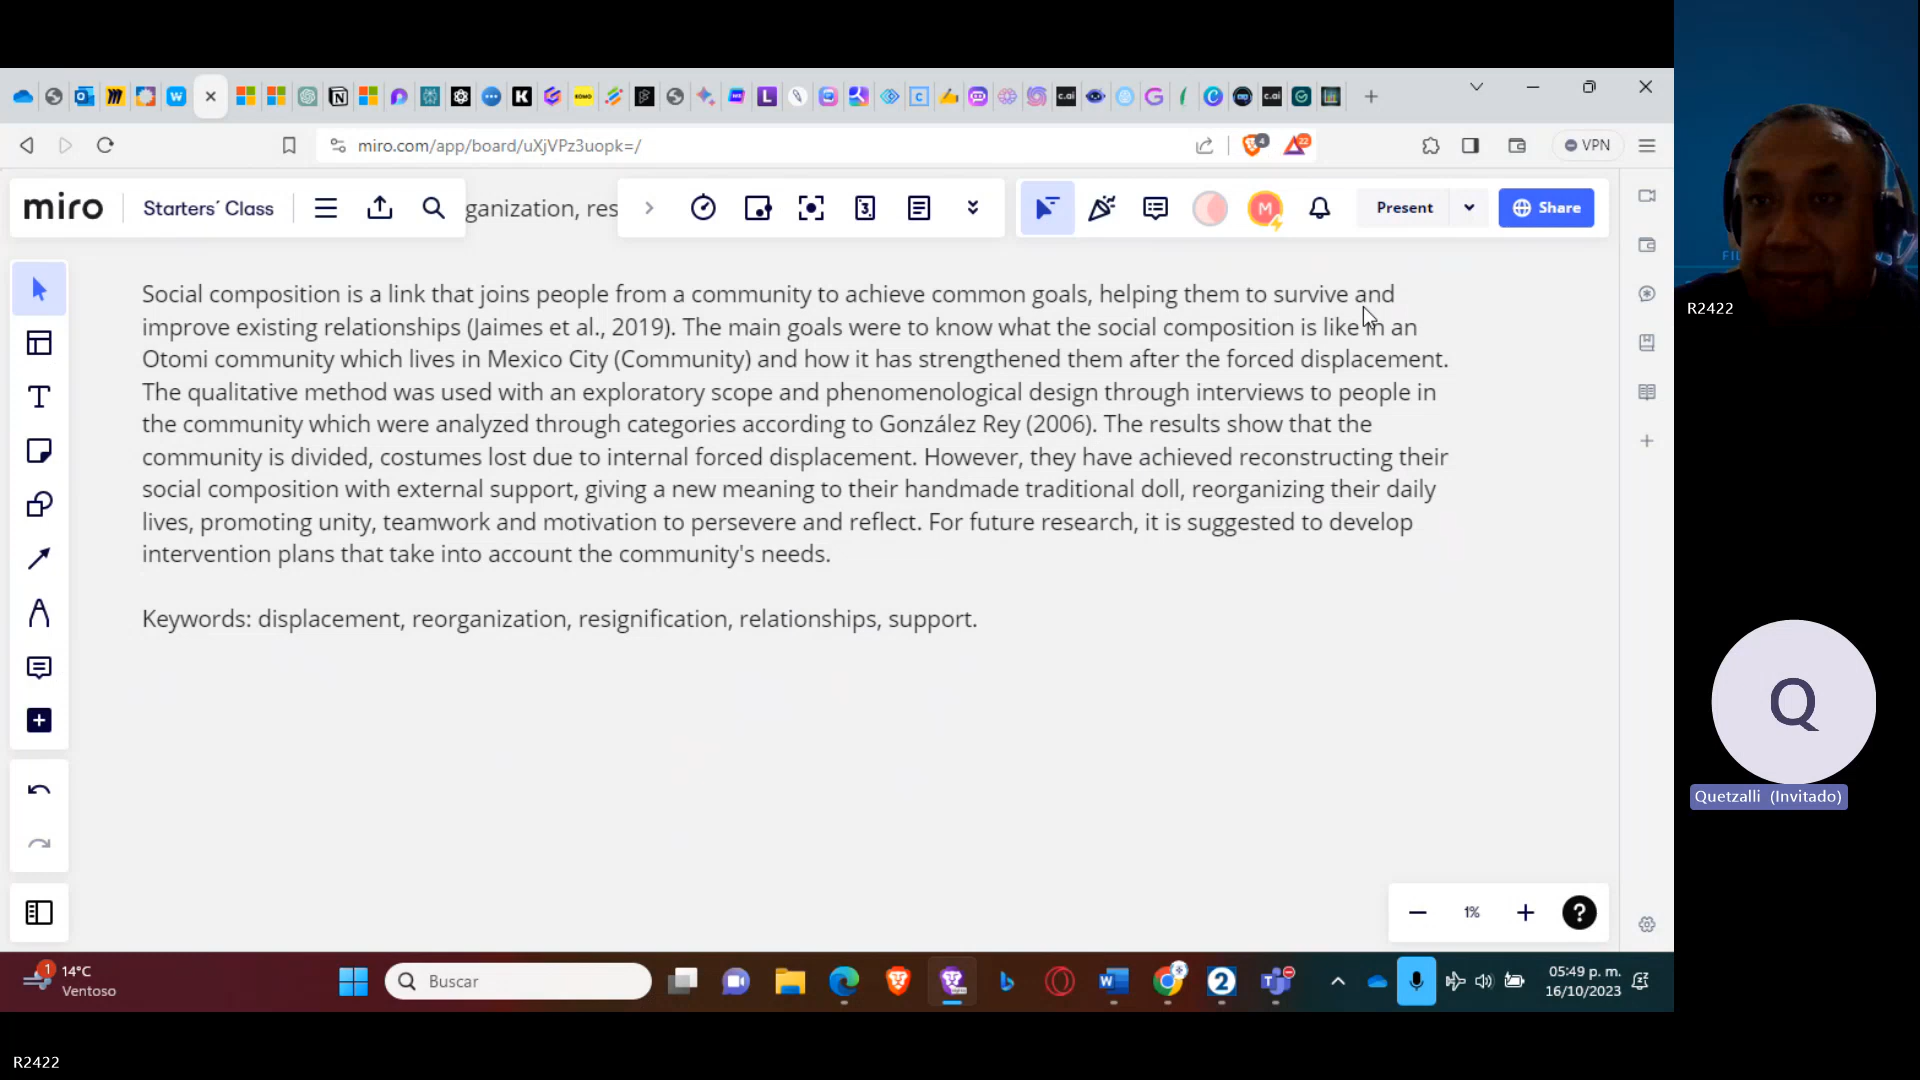 miro.com/app/board/uXjVPz3uopk=/
4
22
VPN
miro
Starters´ Class
ganization, res
3
M
Present
Share
Social composition is a link that joins people from a community to achieve common goals, helping them to survive and
improve existing relationships (Jaimes et al., 2019). The main goals were to know what the social composition is like in an
Otomi community which lives in Mexico City (Community) and how it has strengthened them after the forced displacement.
The qualitative method was used with an exploratory scope and phenomenological design through interviews to people in
the community which were analyzed through categories according to González Rey (2006). The results show that the
community is divided, costumes lost due to internal forced displacement. However, they have achieved reconstructing their
social composition with external support, giving a new meaning to their handmade traditional doll, reorganizing their daily
lives, promoting unity, teamwork and motivation to persevere and reflect. For future research, it is suggested to develop
intervention plans that take into account the community's needs.
Keywords: displacement, reorganization, resignification, relationships, support.
1%
?
1
14°C
Ventoso
Buscar
05:49 p. m.
16/10/2023
R2422
Q
Quetzalli (Invitado)
R2422